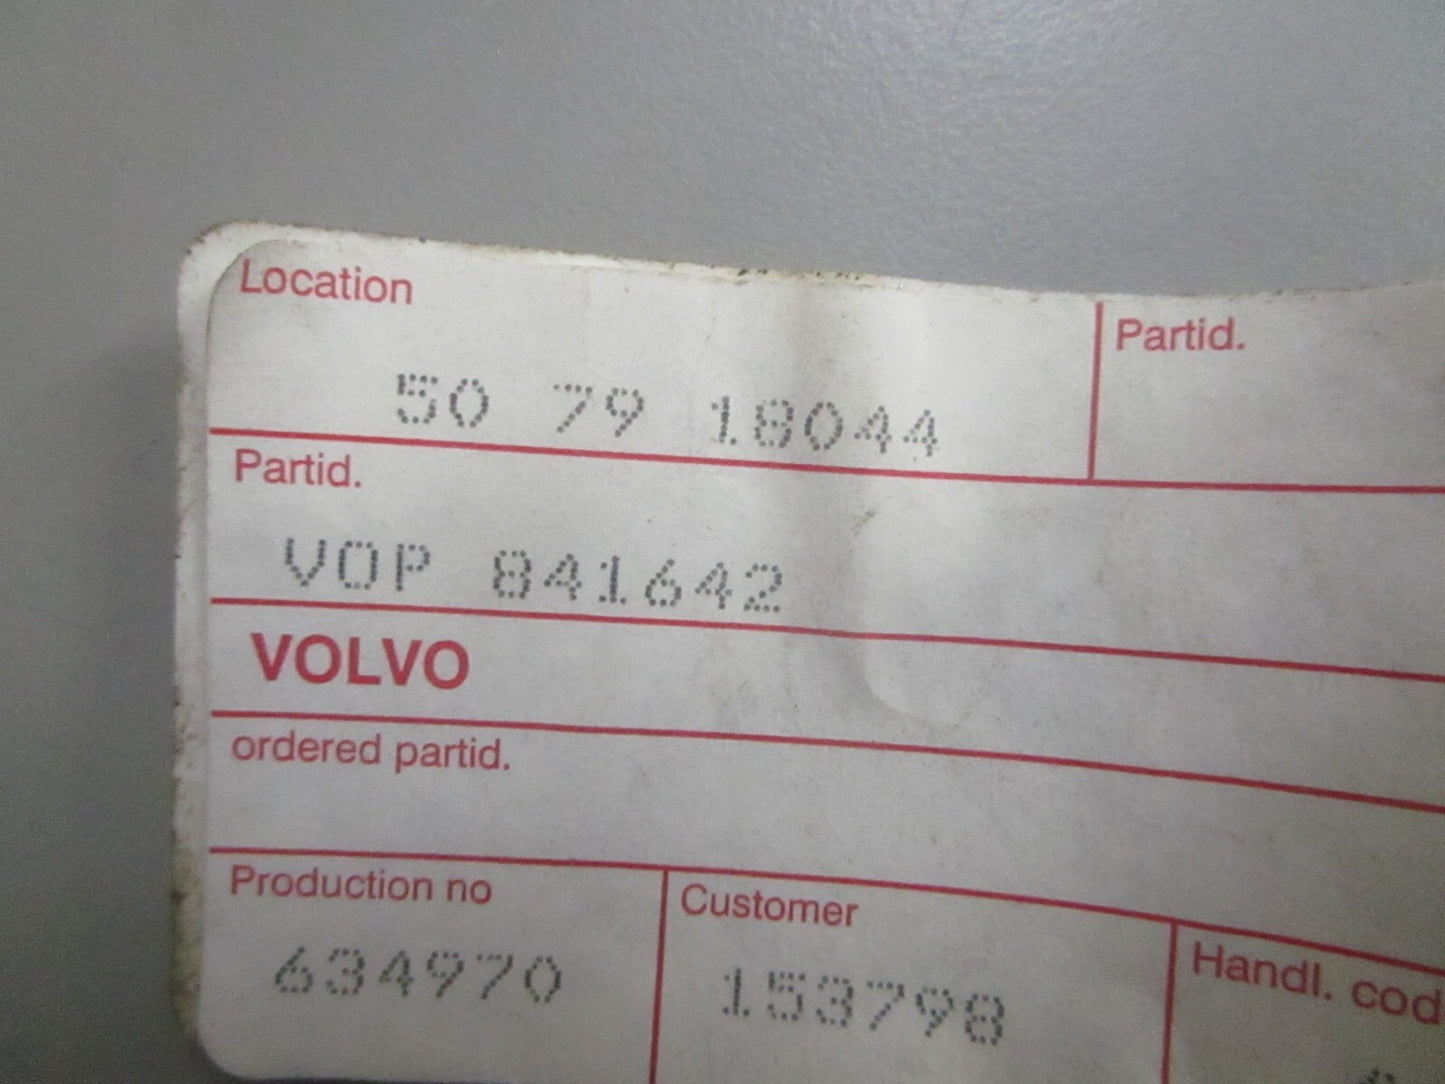 Location
Partid.
50 79 18044
Partid.
VOP 841642
VOLVO
ordered partid.
Production no
Customer
Handl. cod
634970
153798